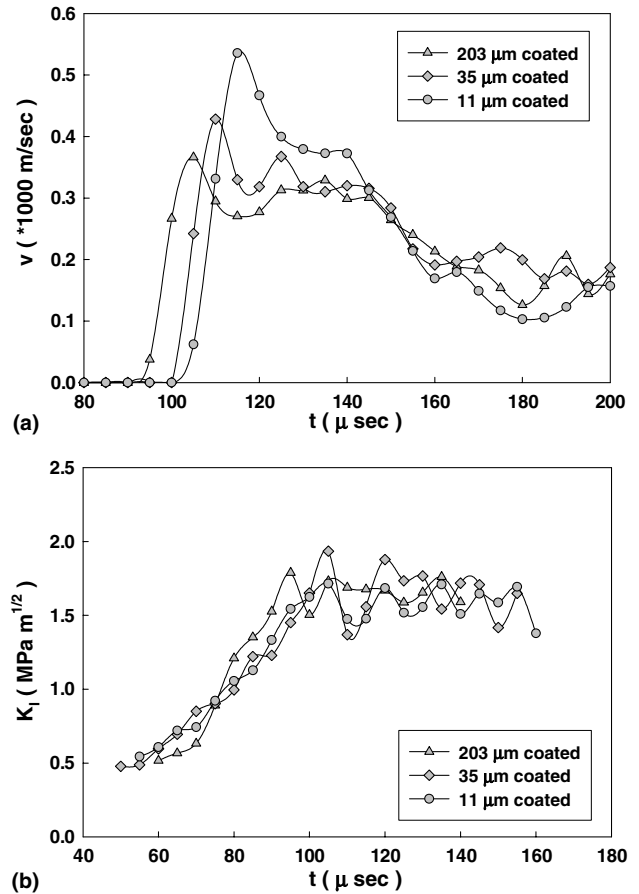 0.6
0.5
0.4
0.3
0.2
0.1
0.0
v ( *1000 m/sec)
203 μm coated
35 μm coated
11 μm coated
80 100 120 140 160 180 200
(a)
t ( μ sec)
2.5
2.0
1.5
1.0
0.5
0.0
K_I ( MPa m^{1/2})
203 μm coated
35 μm coated
11 μm coated
40 60 80 100 120 140 160 180
(b)
t ( μ sec)